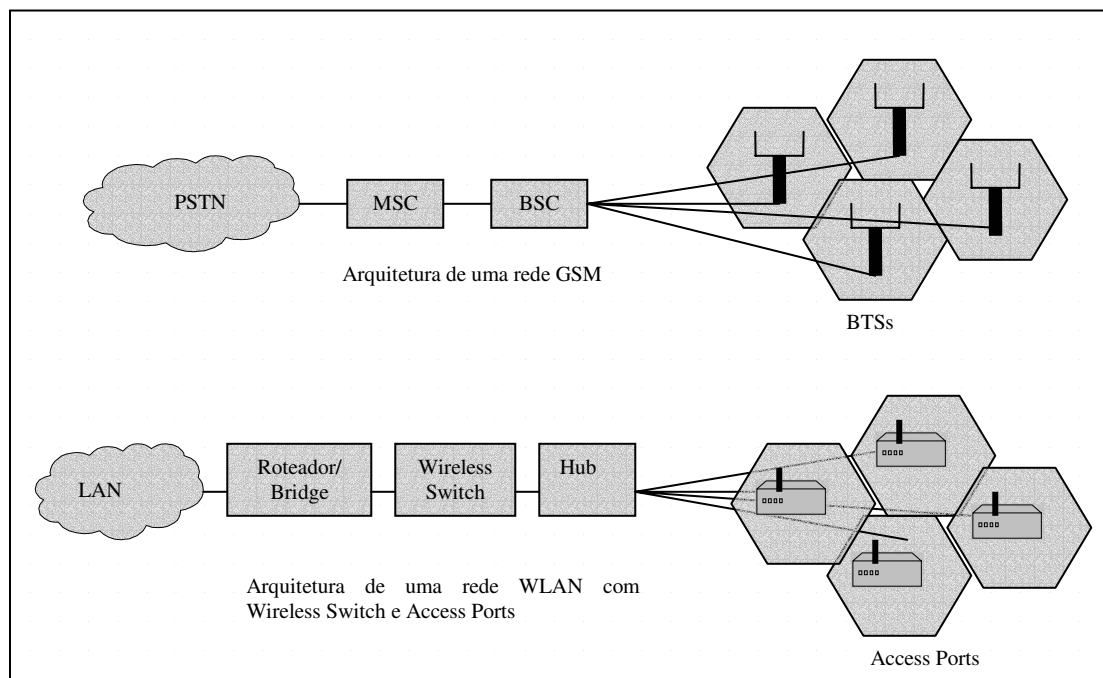 PSTN
MSC
BSC
Arquitetura de uma rede GSM
BTSs
LAN
Roteador/
Bridge
Wireless
Switch
Hub
Arquitetura de uma rede WLAN com
Wireless Switch e Access Ports
Access Ports